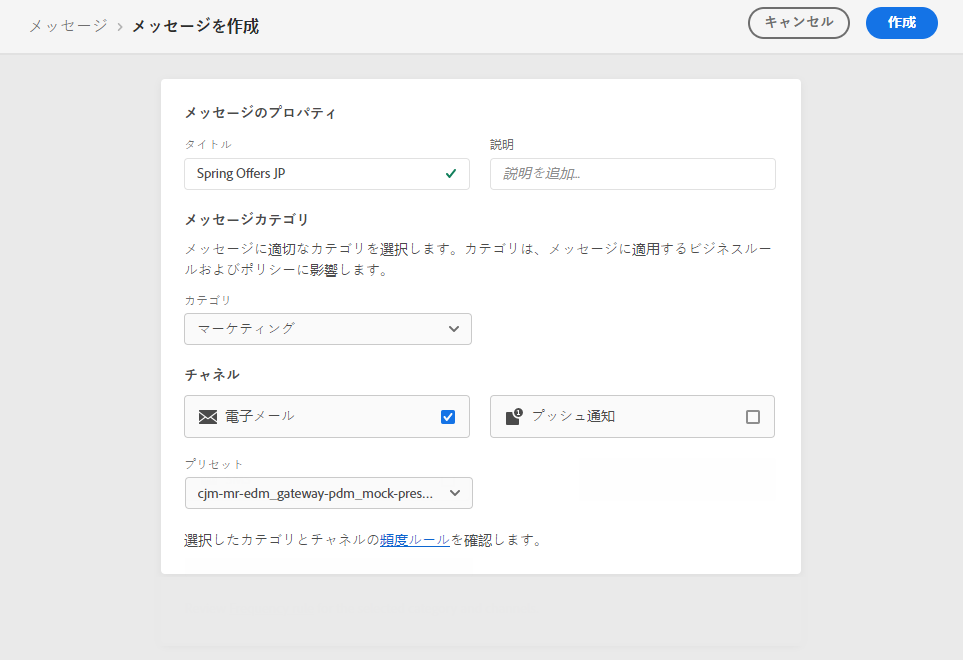 メッセージ › メッセージを作成
キャンセル
作成
メッセージのプロパティ
タイトル
説明
Spring Offers JP
説明を追加...
メッセージカテゴリ
メッセージに適切なカテゴリを選択します。カテゴリは、メッセージに適用するビジネスルー
ルおよびポリシーに影響します。
カテゴリ
マーケティング
チャネル
電子メール
1
プッシュ通知
プリセット
cjm-mr-edm_gateway-pdm_mock-pres...
選択したカテゴリとチャネルの頻度ルールを確認します。